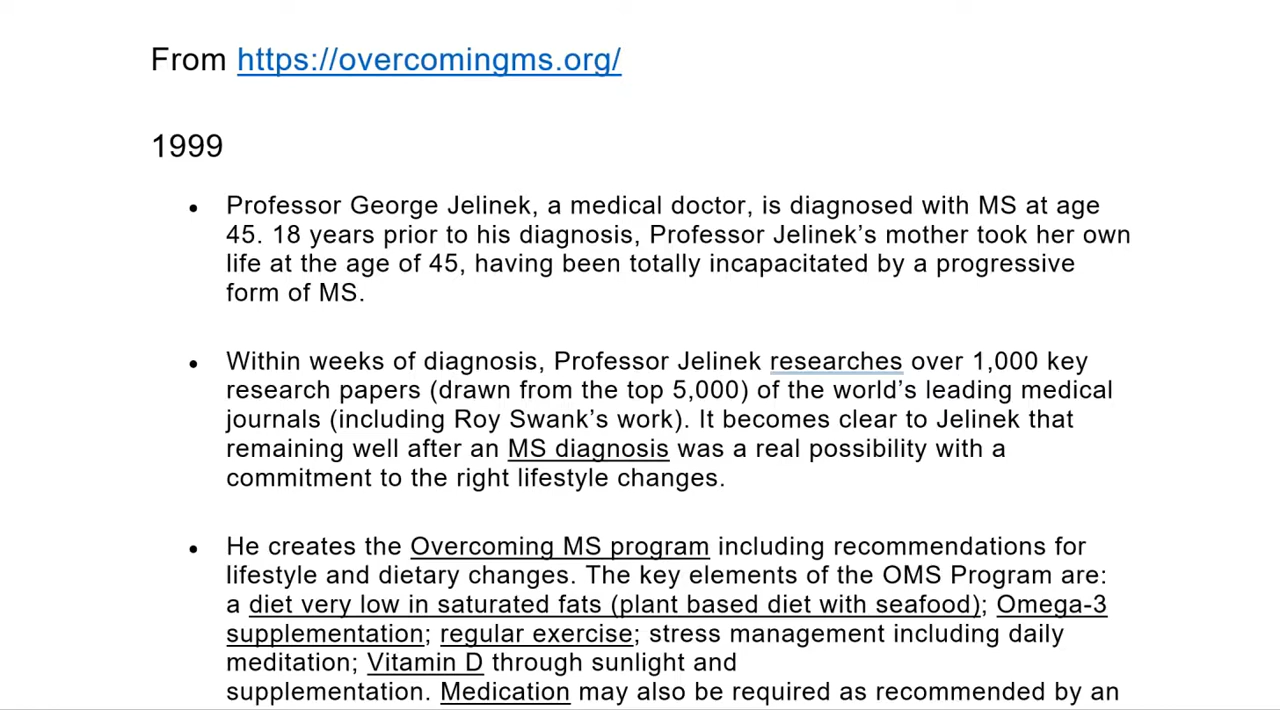 From https://overcomingms.org/
1999
• Professor George Jelinek, a medical doctor, is diagnosed with MS at age
45. 18 years prior to his diagnosis, Professor Jelinek’s mother took her own
life at the age of 45, having been totally incapacitated by a progressive
form of MS.
• Within weeks of diagnosis, Professor Jelinek researches over 1,000 key
research papers (drawn from the top 5,000) of the world’s leading medical
journals (including Roy Swank’s work). It becomes clear to Jelinek that
remaining well after an MS diagnosis was a real possibility with a
commitment to the right lifestyle changes.
• He creates the Overcoming MS program including recommendations for
lifestyle and dietary changes. The key elements of the OMS Program are:
a diet very low in saturated fats (plant based diet with seafood); Omega-3
supplementation; regular exercise; stress management including daily
meditation; Vitamin D through sunlight and
supplementation. Medication may also be required as recommended by an